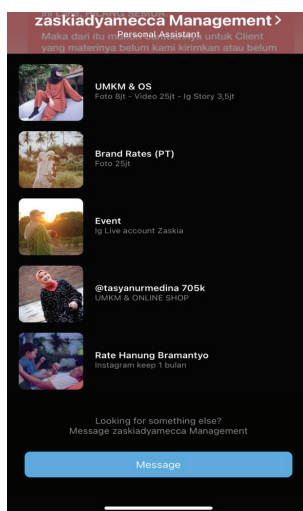 zaskiadyamecca Management >
Personal Assistant
Maka dari itu untuk Client
yang materinya belum kami kirimkan atau belum
UMKM & OS
Foto 8jt - Video 25jt - Ig Story 3,5jt
Brand Rates (PT)
Foto 25jt
Event
Ig Live account Zaskia
@tasyanurmedina 705k
UMKM & ONLINE SHOP
Rate Hanung Bramantyo
Instagram keep 1 bulan
Looking for something else?
Message zaskiadyamecca Management
Message